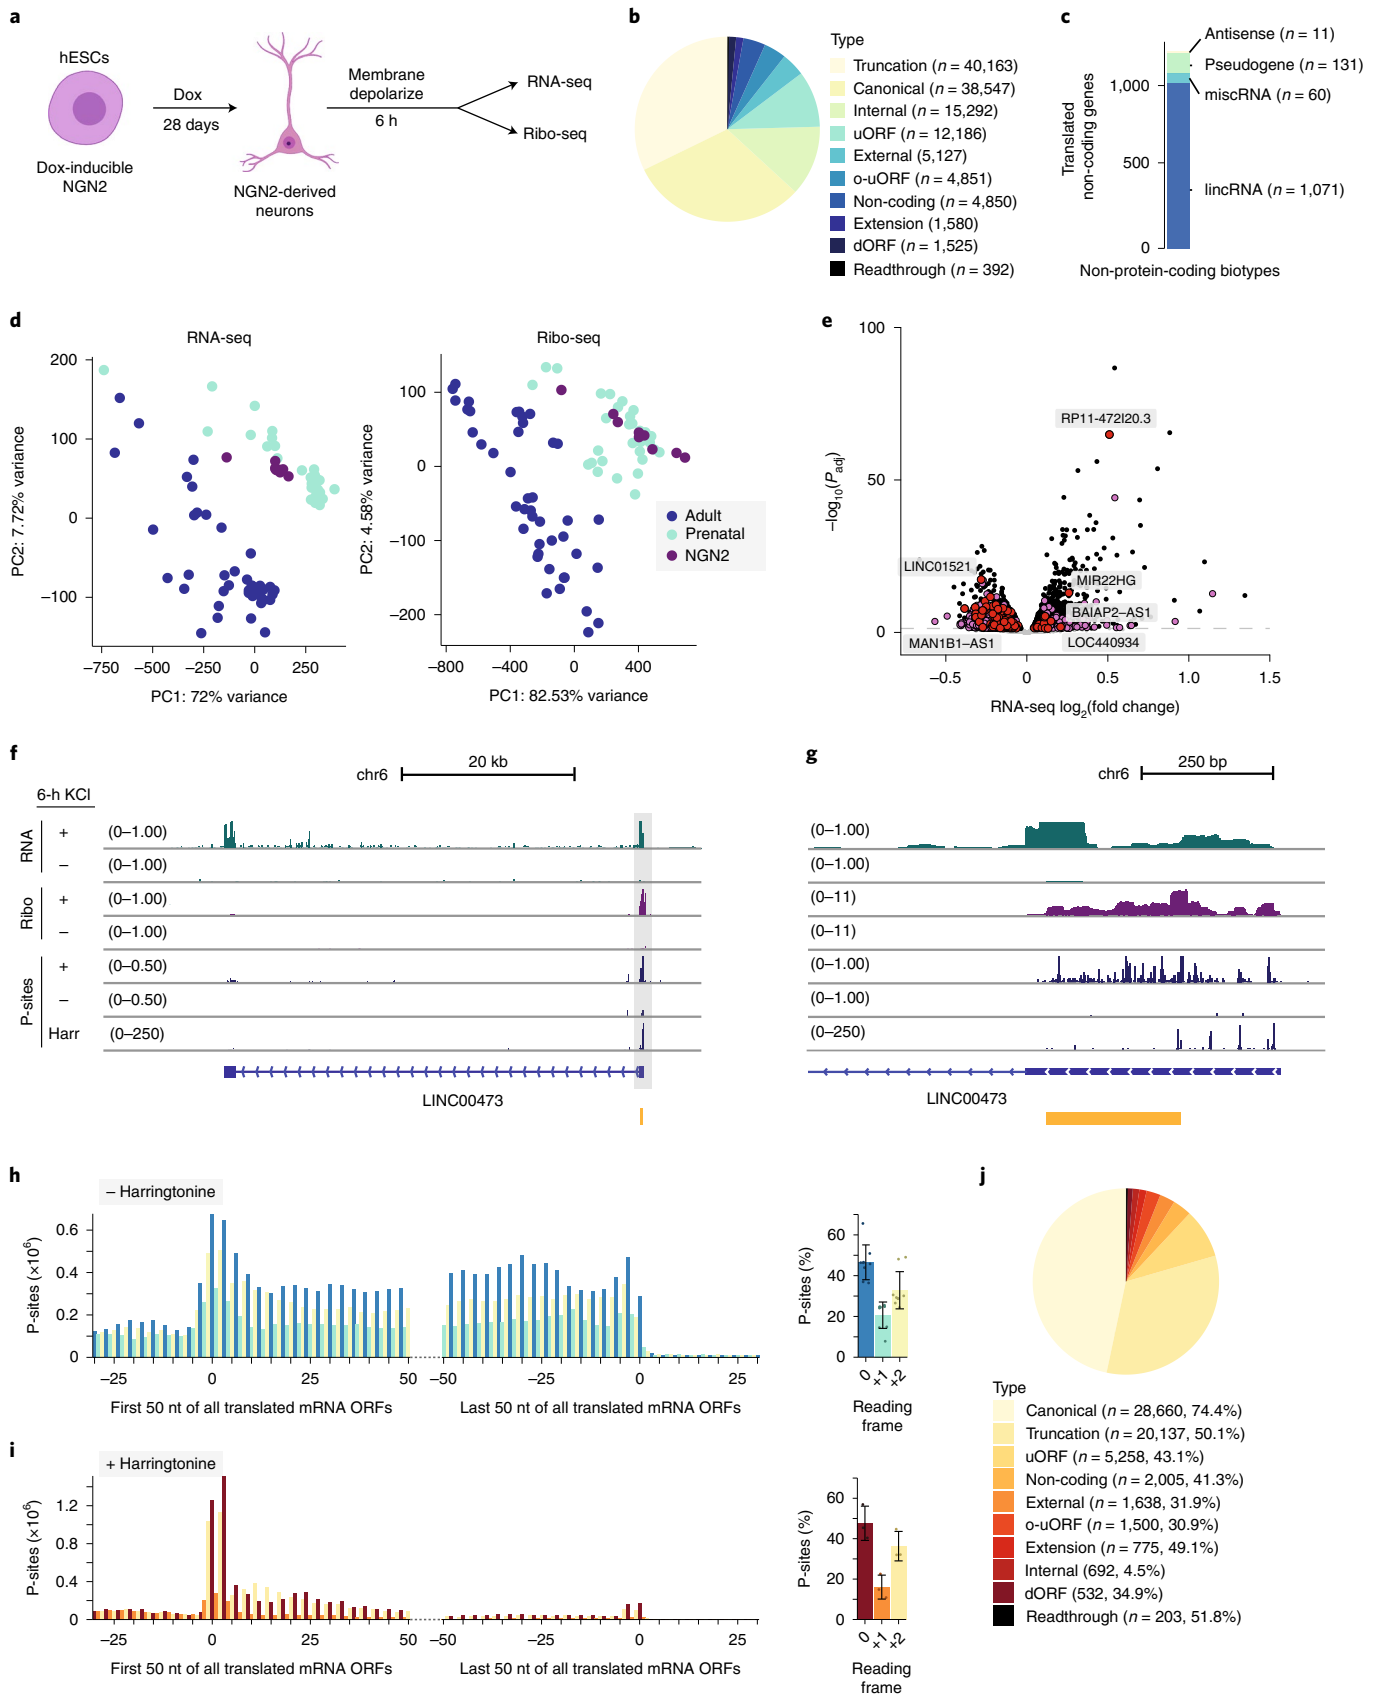 a
hESCs
Dox-inducible
NGN2
Dox
28 days
NGN2-derived
neurons
Membrane
depolarize
6 h
RNA-seq
Ribo-seq
b
Type
Truncation (n = 40,163)
Canonical (n = 38,547)
Internal (n = 15,292)
uORF (n = 12,186)
External (5,127)
o-uORF (n = 4,851)
Non-coding (n = 4,850)
Extension (1,580)
dORF (n = 1,525)
Readthrough (n = 392)
c
Translated
non-coding genes
1,000
500
0
Antisense (n = 11)
Pseudogene (n = 131)
miscRNA (n = 60)
lincRNA (n = 1,071)
Non-protein-coding biotypes
d
RNA-seq
PC2: 7.72% variance
200
100
0
–100
–750 –500 –250 0 250
PC1: 72% variance
Ribo-seq
PC2: 4.58% variance
100
0
–100
–200
–800 –400 0 400
PC1: 82.53% variance
Adult
Prenatal
NGN2
e
–log10(Padj)
100
50
0
RP11-472I20.3
LINC01521
MIR22HG
BAIAP2–AS1
MAN1B1–AS1
LOC440934
–0.5 0 0.5 1.0 1.5
RNA-seq log2(fold change)
f
chr6
20 kb
6-h KCl
RNA
+ (0–1.00)
– (0–1.00)
Ribo
+ (0–1.00)
– (0–1.00)
P-sites
+ (0–0.50)
– (0–0.50)
Harr (0–250)
LINC00473
g
chr6
250 bp
(0–1.00)
(0–1.00)
(0–11)
(0–11)
(0–1.00)
(0–1.00)
(0–250)
LINC00473
h
– Harringtonine
P-sites (×10⁶)
0.6
0.4
0.2
0
–25 0 25 50
First 50 nt of all translated mRNA ORFs
–50 –25 0 25
Last 50 nt of all translated mRNA ORFs
P-sites (%)
60
40
20
0
0 +1 +2
Reading
frame
i
+ Harringtonine
P-sites (×10⁶)
1.2
0.8
0.4
0
–25 0 25 50
First 50 nt of all translated mRNA ORFs
–50 –25 0 25
Last 50 nt of all translated mRNA ORFs
P-sites (%)
60
40
20
0
0 +1 +2
Reading
frame
j
Type
Canonical (n = 28,660, 74.4%)
Truncation (n = 20,137, 50.1%)
uORF (n = 5,258, 43.1%)
Non-coding (n = 2,005, 41.3%)
External (n = 1,638, 31.9%)
o-uORF (n = 1,500, 30.9%)
Extension (n = 775, 49.1%)
Internal (692, 4.5%)
dORF (532, 34.9%)
Readthrough (n = 203, 51.8%)